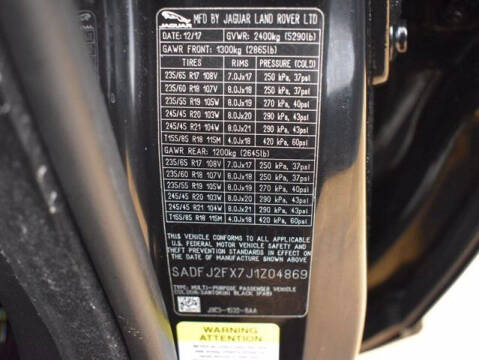 JAGUAR MFD BY JAGUAR LAND ROVER LTD
DATE: 12/17 GVWR: 2400kg (5290lb)
GAWR FRONT: 1300kg (2865lb)
TIRES RIMS PRESSURE (COLD)
235/65 R17 108V 7.0Jx17 250 kPa, 37psi
235/60 R18 107V 8.0Jx18 250 kPa, 37psi
235/55 R19 105W 8.0Jx19 270 kPa, 40psi
245/45 R20 103W 8.0Jx20 290 kPa, 43psi
245/45 R21 104W 8.0Jx21 290 kPa, 43psi
T155/85 R18 115M 4.0Jx18 420 kPa, 60psi
GAWR REAR: 1200kg (2645lb)
235/65 R17 108V 7.0Jx17 250 kPa, 37psi
235/60 R18 107V 8.0Jx18 250 kPa, 37psi
235/55 R19 105W 8.0Jx19 270 kPa, 40psi
245/45 R20 103W 8.0Jx20 290 kPa, 43psi
245/45 R21 104W 8.0Jx21 290 kPa, 43psi
T155/85 R18 115M 4.0Jx18 420 kPa, 60psi
THIS VEHICLE CONFORMS TO ALL APPLICABLE
U.S. FEDERAL MOTOR VEHICLE SAFETY AND
THEFT PREVENTION STANDARDS IN EFFECT ON
THE DATE OF MANUFACTURE SHOWN ABOVE.
SADFJ2FX7J1Z04869
TYPE: MULTI-PURPOSE PASSENGER VEHICLE
COLOUR: SANTORINI BLACK (PAB)
WARNING